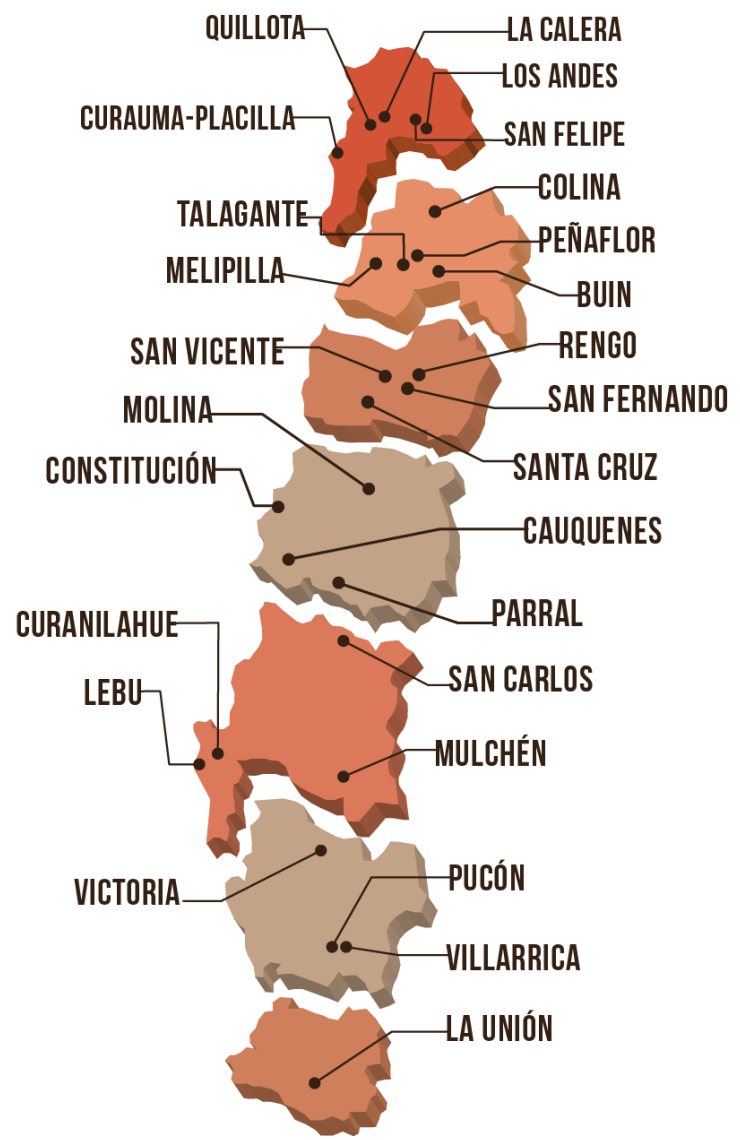 QUILLOTA
LA CALERA
LOS ANDES
CURAUMA-PLACILLA
SAN FELIPE
COLINA
TALAGANTE
PEÑAFLOR
MELIPILLA
BUIN
SAN VICENTE
RENGO
SAN FERNANDO
MOLINA
SANTA CRUZ
CONSTITUCIÓN
CAUQUENES
PARRAL
CURANILAHUE
SAN CARLOS
LEBU
MULCHÉN
VICTORIA
PUCÓN
VILLARRICA
LA UNIÓN